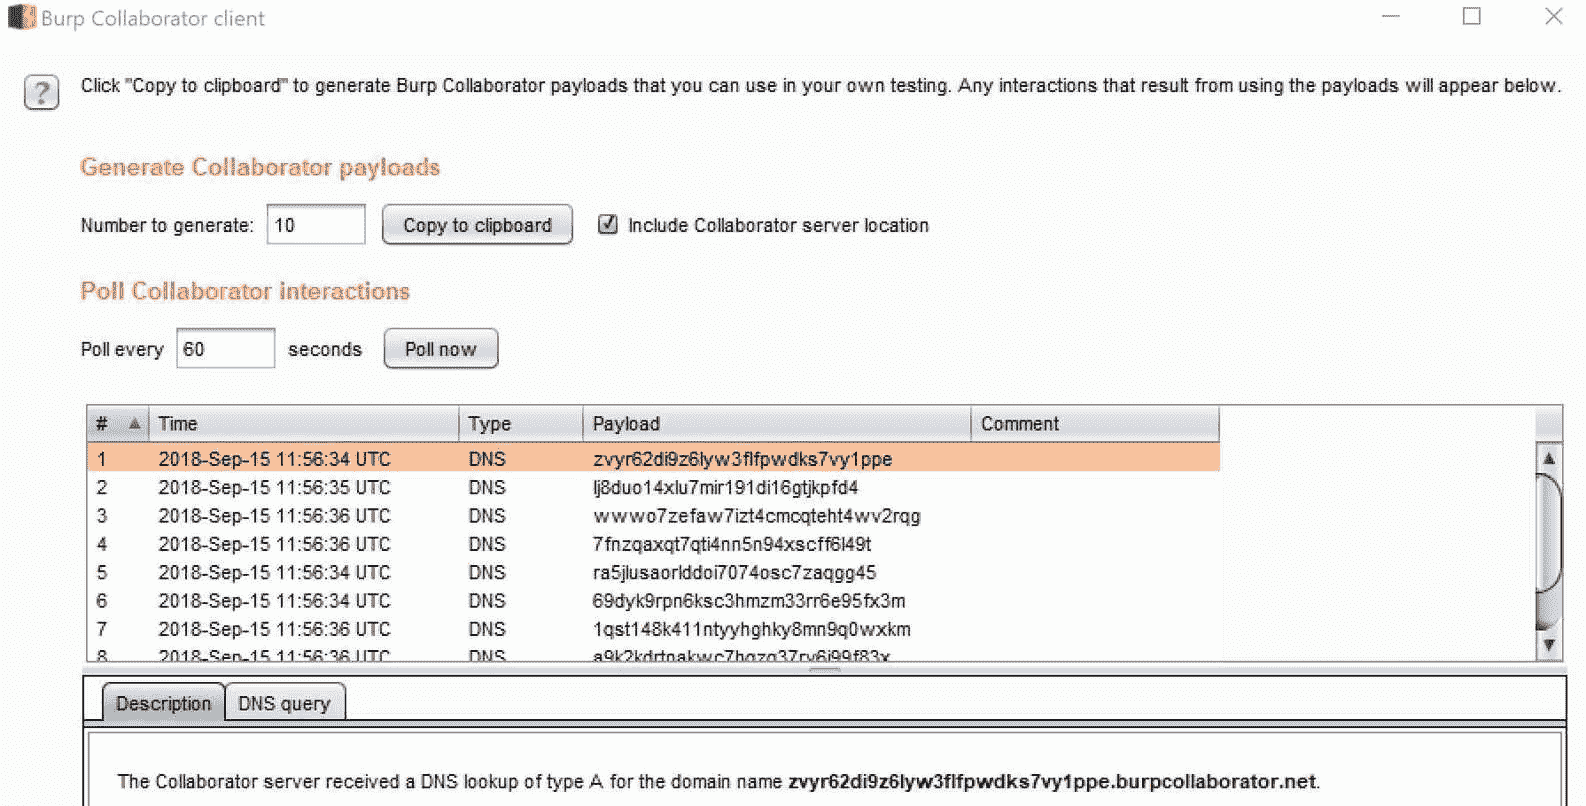 Burp Collaborator client
Click "Copy to clipboard" to generate Burp Collaborator payloads that you can use in your own testing. Any interactions that result from using the payloads will appear below.
Generate Collaborator payloads
Number to generate: 10 Copy to clipboard Include Collaborator server location
Poll Collaborator interactions
Poll every 60 seconds Poll now
# Time Type Payload Comment
1 2018-Sep-15 11:56:34 UTC DNS zvyr62di9z6lyw3flfpwdks7vy1ppe
2 2018-Sep-15 11:56:35 UTC DNS lj8duo14xlu7mir191di16gtjkpfd4
3 2018-Sep-15 11:56:36 UTC DNS wwwo7zefaw7izt4cmcqteht4wv2rqg
4 2018-Sep-15 11:56:36 UTC DNS 7fnzqaxqt7qti4nn5n94xscff6l49t
5 2018-Sep-15 11:56:34 UTC DNS ra5jlusaorlddoi7074osc7zaqgg45
6 2018-Sep-15 11:56:34 UTC DNS 69dyk9rpn6ksc3hmzm33rr6e95fx3m
7 2018-Sep-15 11:56:36 UTC DNS 1qst148k411ntyyhghky8mn9q0wxkm
8 2018-Sep-15 11:56:36 UTC DNS
Description DNS query
The Collaborator server received a DNS lookup of type A for the domain name zvyr62di9z6lyw3flfpwdks7vy1ppe.burpcollaborator.net.